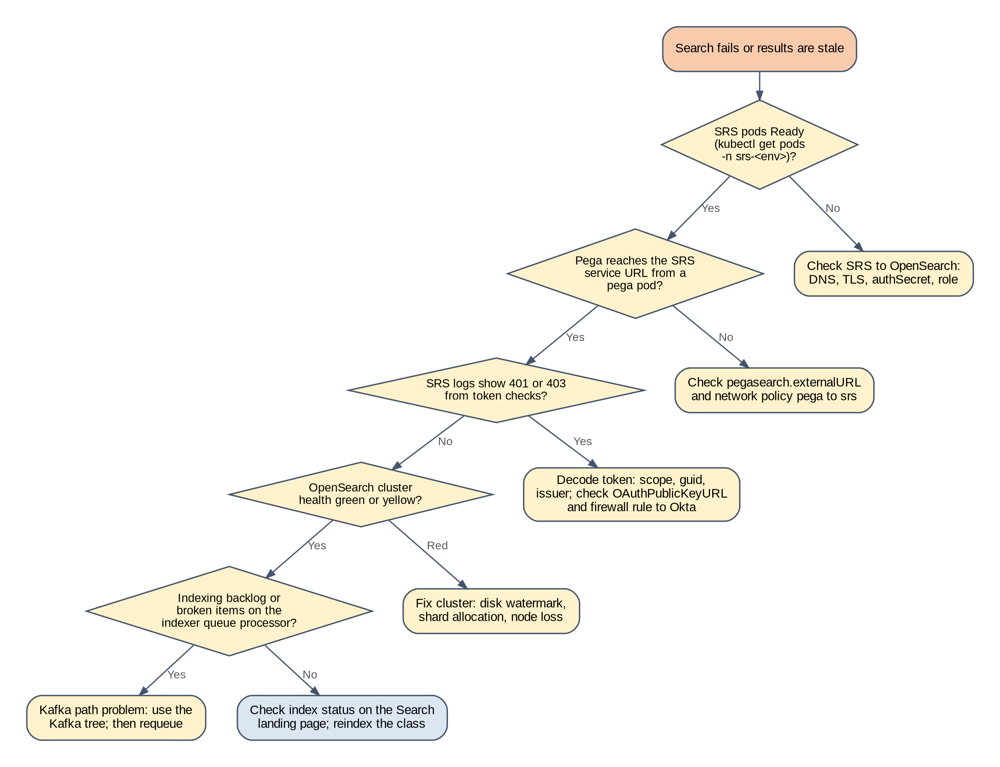 Search fails or results are stale
SRS pods Ready
(kubectl get pods
-n srs-<env>)?
Yes
No
Pega reaches the SRS
service URL from a
pega pod?
Check SRS to OpenSearch:
DNS, TLS, authSecret, role
Yes
No
SRS logs show 401 or 403
from token checks?
Check pegasearch.externalURL
and network policy pega to srs
No
Yes
OpenSearch cluster
health green or yellow?
Decode token: scope, guid,
issuer; check OAuthPublicKeyURL
and firewall rule to Okta
Yes
Red
Indexing backlog or
broken items on the
indexer queue processor?
Fix cluster: disk watermark,
shard allocation, node loss
Yes
No
Kafka path problem: use the
Kafka tree; then requeue
Check index status on the Search
landing page; reindex the class